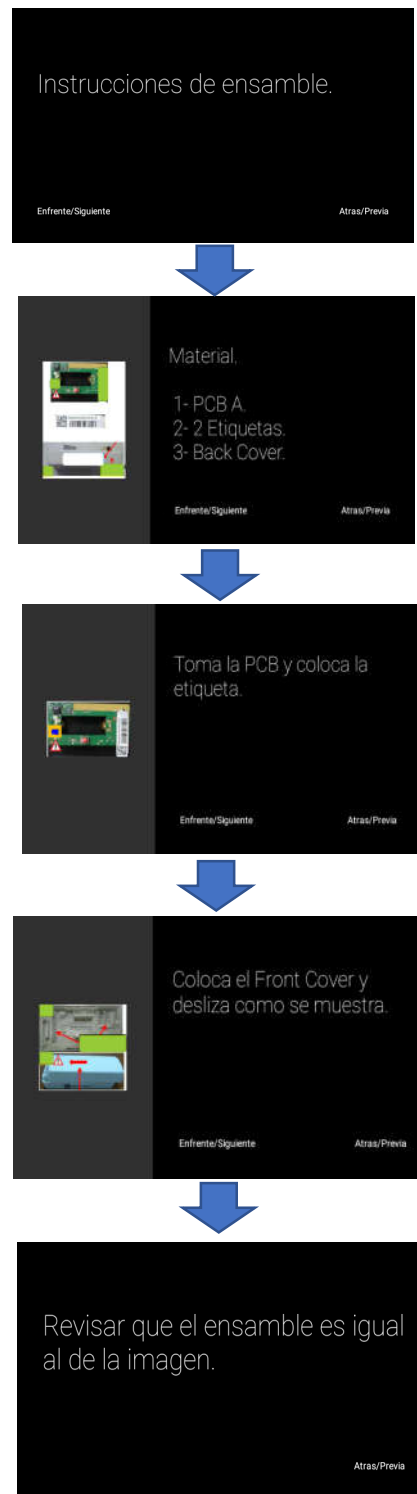 Instrucciones de ensamble.
Enfrente/Siguiente Atras/Previa
Material.
1- PCB A.
2- 2 Etiquetas.
3- Back Cover.
Enfrente/Siguiente Atras/Previa
Toma la PCB y coloca la
etiqueta.
Enfrente/Siguiente Atras/Previa
Coloca el Front Cover y
desliza como se muestra.
Enfrente/Siguiente Atras/Previa
Revisar que el ensamble es igual
al de la imagen.
Atras/Previa